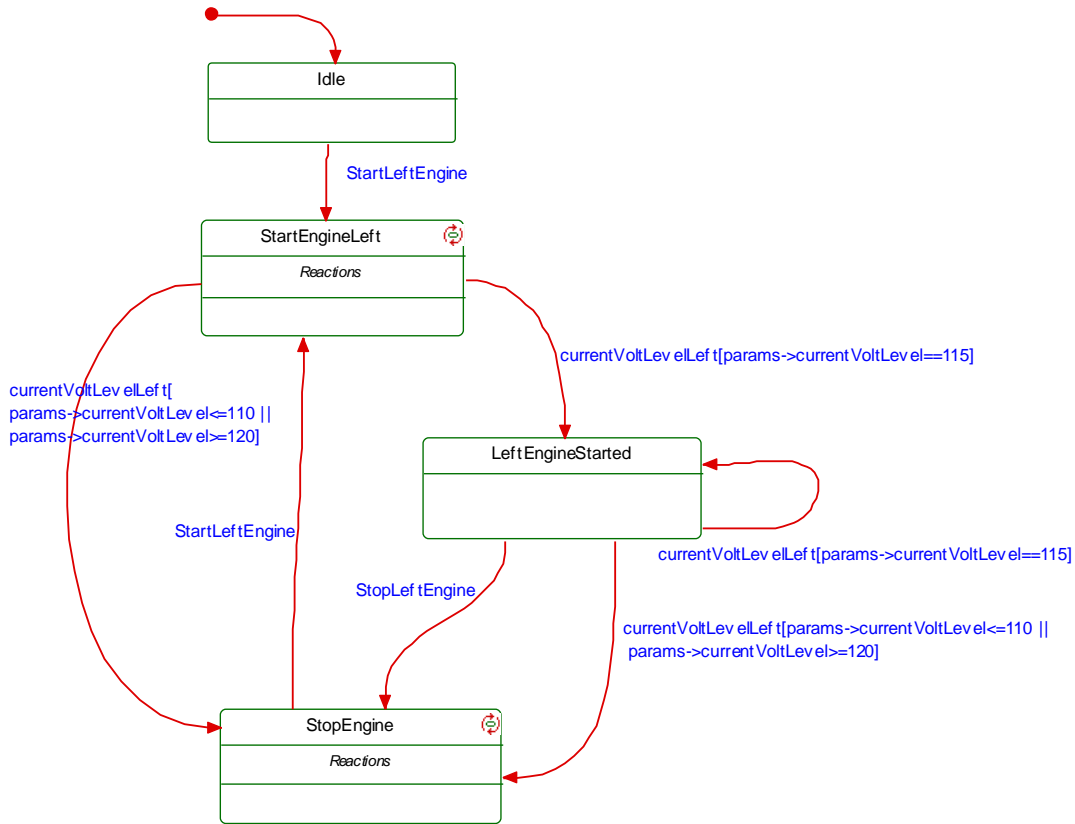 Idle
StartLeftEngine
StartEngineLeft
Reactions
currentVoltLevelLeft[params->currentVoltLevel==115]
currentVoltLevelLeft[
params->currentVoltLevel<=110 ||
params->currentVoltLevel>=120]
LeftEngineStarted
StartLeftEngine
currentVoltLevelLeft[params->currentVoltLevel==115]
StopLeftEngine
currentVoltLevelLeft[params->currentVoltLevel<=110 ||
params->currentVoltLevel>=120]
StopEngine
Reactions